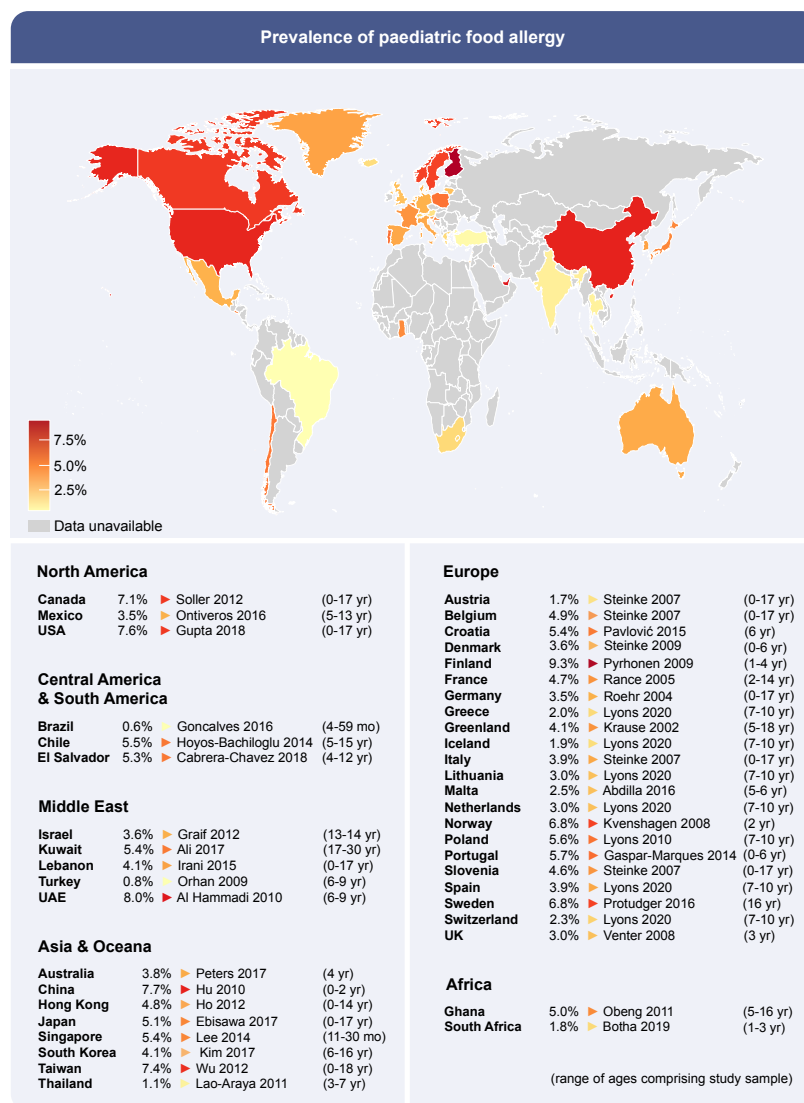 Prevalence of paediatric food allergy
7.5%
5.0%
2.5%
Data unavailable
North America
Canada 7.1% Soller 2012 (0-17 yr)
Mexico 3.5% Ontiveros 2016 (5-13 yr)
USA 7.6% Gupta 2018 (0-17 yr)
Central America
& South America
Brazil 0.6% Goncalves 2016 (4-59 mo)
Chile 5.5% Hoyos-Bachiloglu 2014 (5-15 yr)
El Salvador 5.3% Cabrera-Chavez 2018 (4-12 yr)
Middle East
Israel 3.6% Graif 2012 (13-14 yr)
Kuwait 5.4% Ali 2017 (17-30 yr)
Lebanon 4.1% Irani 2015 (0-17 yr)
Turkey 0.8% Orhan 2009 (6-9 yr)
UAE 8.0% Al Hammadi 2010 (6-9 yr)
Asia & Oceana
Australia 3.8% Peters 2017 (4 yr)
China 7.7% Hu 2010 (0-2 yr)
Hong Kong 4.8% Ho 2012 (0-14 yr)
Japan 5.1% Ebisawa 2017 (0-17 yr)
Singapore 5.4% Lee 2014 (11-30 mo)
South Korea 4.1% Kim 2017 (6-16 yr)
Taiwan 7.4% Wu 2012 (0-18 yr)
Thailand 1.1% Lao-Araya 2011 (3-7 yr)
Europe
Austria 1.7% Steinke 2007 (0-17 yr)
Belgium 4.9% Steinke 2007 (0-17 yr)
Croatia 5.4% Pavlović 2015 (6 yr)
Denmark 3.6% Steinke 2009 (0-6 yr)
Finland 9.3% Pyrhonen 2009 (1-4 yr)
France 4.7% Rance 2005 (2-14 yr)
Germany 3.5% Roehr 2004 (0-17 yr)
Greece 2.0% Lyons 2020 (7-10 yr)
Greenland 4.1% Krause 2002 (5-18 yr)
Iceland 1.9% Lyons 2020 (7-10 yr)
Italy 3.9% Steinke 2007 (0-17 yr)
Lithuania 3.0% Lyons 2020 (7-10 yr)
Malta 2.5% Abdilla 2016 (5-6 yr)
Netherlands 3.0% Lyons 2020 (7-10 yr)
Norway 6.8% Kvenshagen 2008 (2 yr)
Poland 5.6% Lyons 2010 (7-10 yr)
Portugal 5.7% Gaspar-Marques 2014 (0-6 yr)
Slovenia 4.6% Steinke 2007 (0-17 yr)
Spain 3.9% Lyons 2020 (7-10 yr)
Sweden 6.8% Protudger 2016 (16 yr)
Switzerland 2.3% Lyons 2020 (7-10 yr)
UK 3.0% Venter 2008 (3 yr)
Africa
Ghana 5.0% Obeng 2011 (5-16 yr)
South Africa 1.8% Botha 2019 (1-3 yr)
(range of ages comprising study sample)